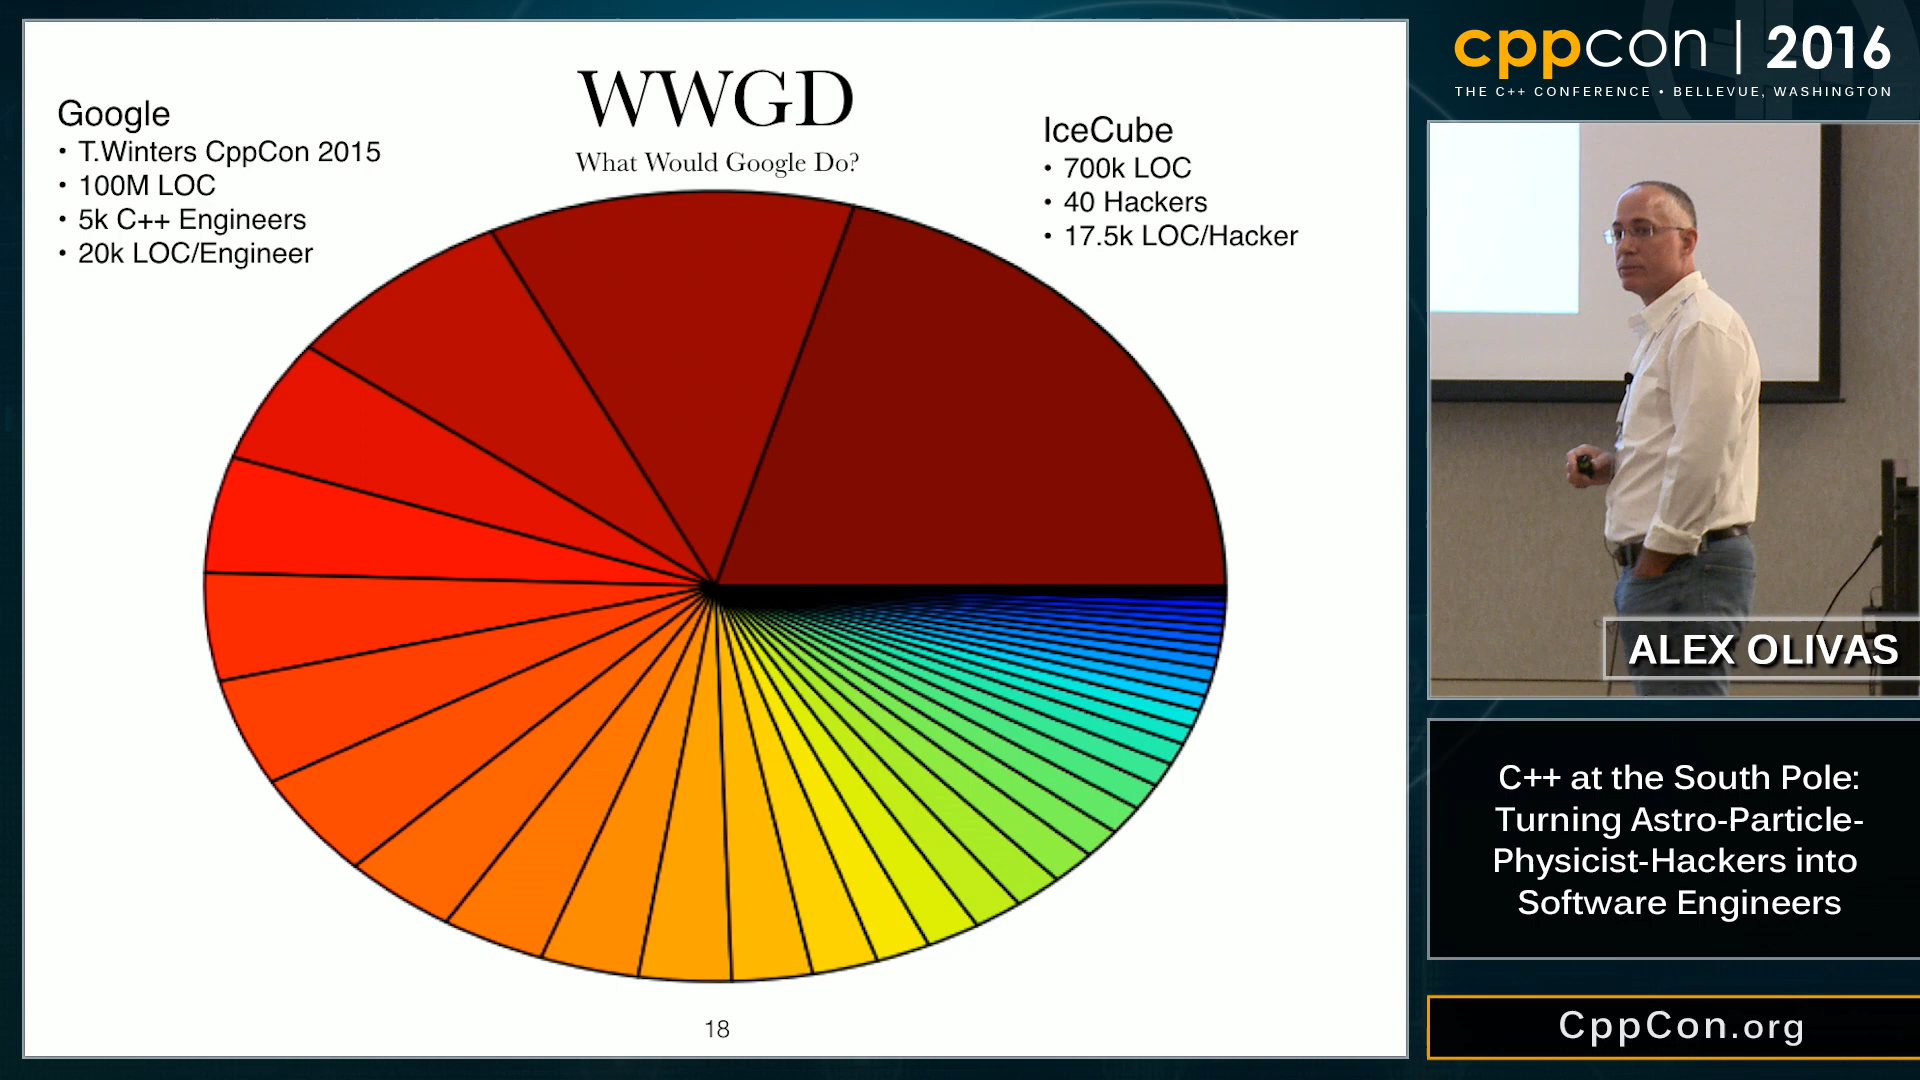 WWGD
What Would Google Do?
Google
• T.Winters CppCon 2015
• 100M LOC
• 5k C++ Engineers
• 20k LOC/Engineer
IceCube
• 700k LOC
• 40 Hackers
• 17.5k LOC/Hacker
18
cppcon | 2016
THE C++ CONFERENCE • BELLEVUE, WASHINGTON
ALEX OLIVAS
C++ at the South Pole:
Turning Astro-Particle-
Physicist-Hackers into
Software Engineers
CppCon.org